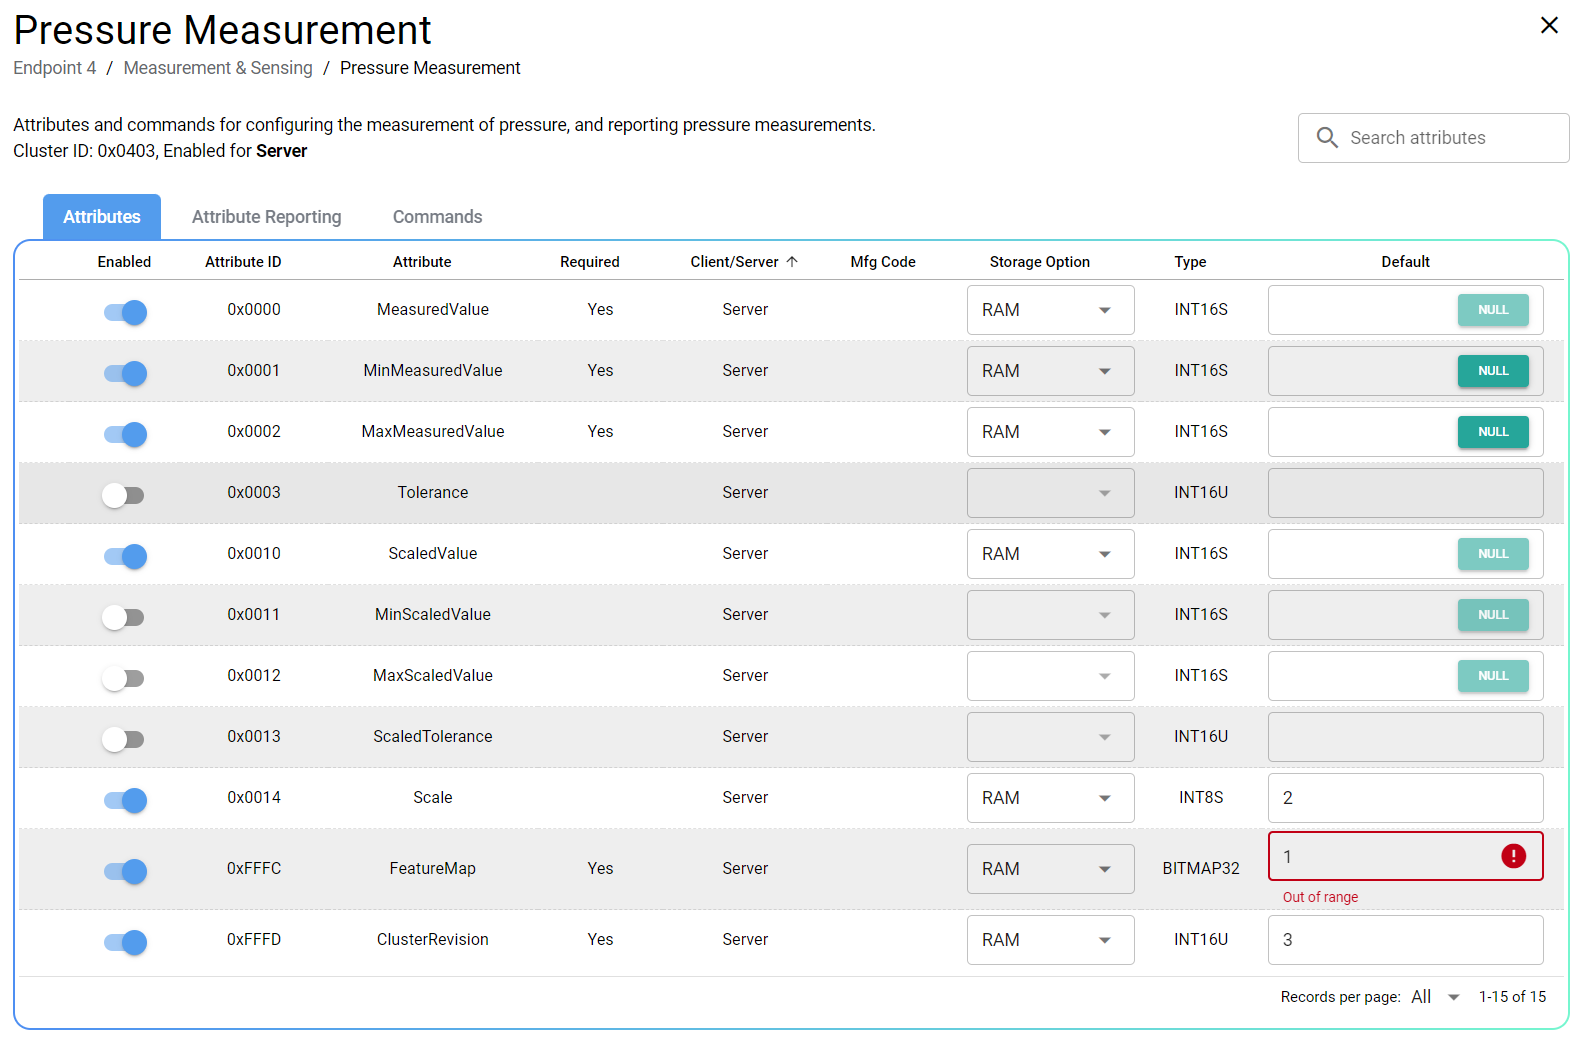 Pressure Measurement
Endpoint 4 / Measurement & Sensing / Pressure Measurement
Attributes and commands for configuring the measurement of pressure, and reporting pressure measurements.
Cluster ID: 0x0403, Enabled for Server
Search attributes
Attributes Attribute Reporting Commands
Enabled Attribute ID Attribute Required Client/Server ↑ Mfg Code Storage Option Type Default
0x0000 MeasuredValue Yes Server RAM INT16S NULL
0x0001 MinMeasuredValue Yes Server RAM INT16S NULL
0x0002 MaxMeasuredValue Yes Server RAM INT16S NULL
0x0003 Tolerance Server INT16U
0x0010 ScaledValue Server RAM INT16S NULL
0x0011 MinScaledValue Server INT16S NULL
0x0012 MaxScaledValue Server INT16S NULL
0x0013 ScaledTolerance Server INT16U
0x0014 Scale Server RAM INT8S 2
0xFFFC FeatureMap Yes Server RAM BITMAP32 1
Out of range
0xFFFD ClusterRevision Yes Server RAM INT16U 3
Records per page: All 1-15 of 15